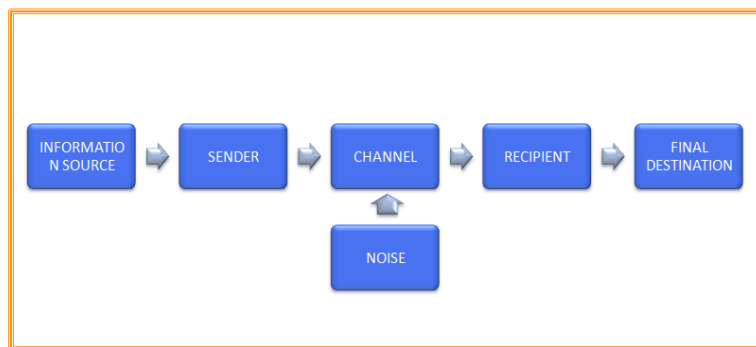 INFORMATIO
N SOURCE
SENDER
CHANNEL
RECIPIENT
FINAL
DESTINATION
NOISE